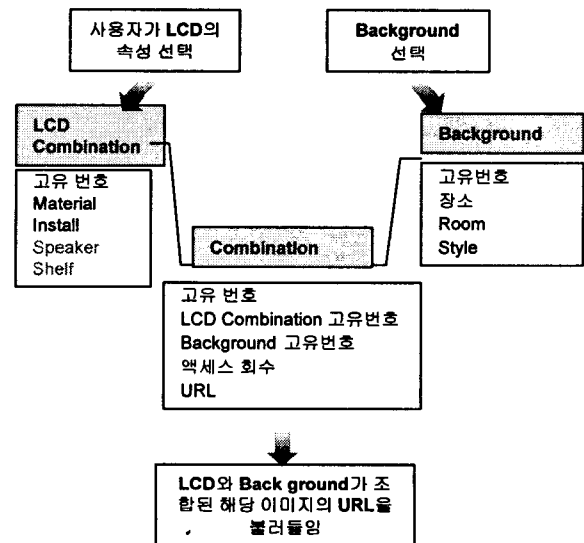 사용자가 LCD의
속성 선택
Background
선택
LCD
Combination
고유 번호
Material
Install
Speaker
Shelf
Background
고유번호
장소
Room
Style
Combination
고유 번호
LCD Combination 고유번호
Background 고유번호
액세스 회수
URL
LCD와 Back ground가 조
합된 해당 이미지의 URL을
불러들임